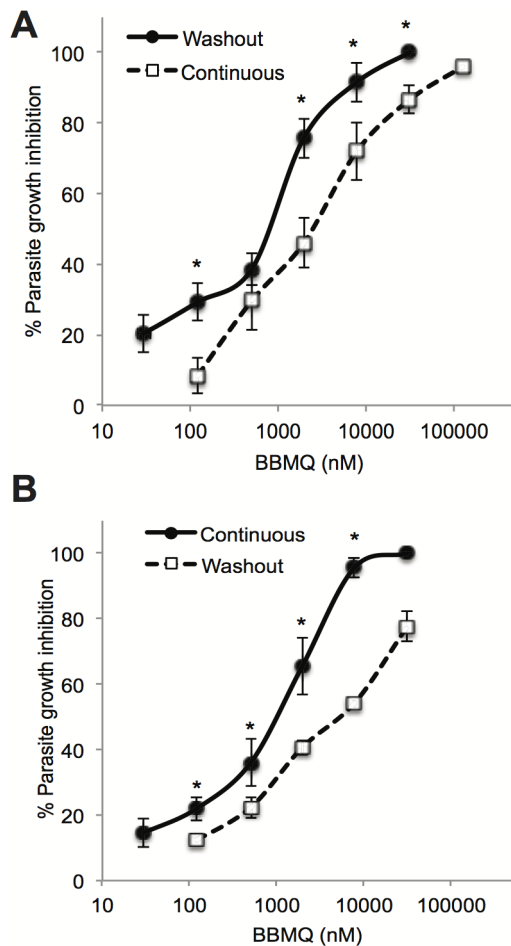 A
Washout
Continuous
* * * *
100
80
60
40
20
0
% Parasite growth inhibition
10 100 1000 10000 100000
BBMQ (nM)
B
Continuous
Washout
* * * *
100
80
60
40
20
0
% Parasite growth inhibition
10 100 1000 10000 100000
BBMQ (nM)